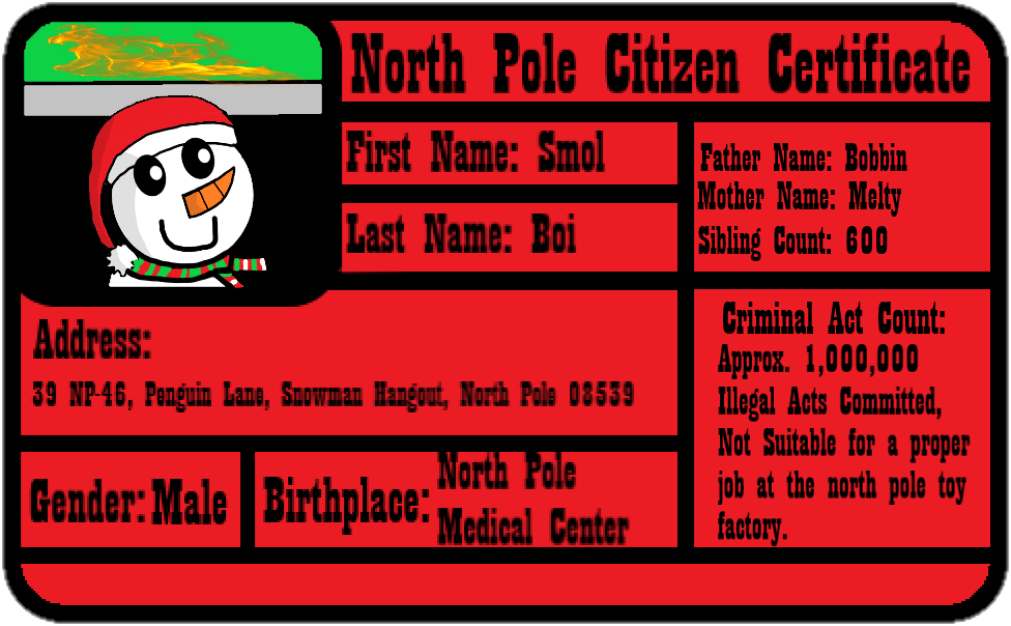 North Pole Citizen Certificate
First Name: Smol
Last Name: Boi
Father Name: Bobbin
Mother Name: Melty
Sibling Count: 600
Address:
39 NP-46, Penguin Lane, Snowman Hangout, North Pole 08539
Gender: Male
Birthplace: North Pole
Medical Center
Criminal Act Count:
Approx. 1,000,000
Illegal Acts Committed,
Not Suitable for a proper
job at the north pole toy
factory.